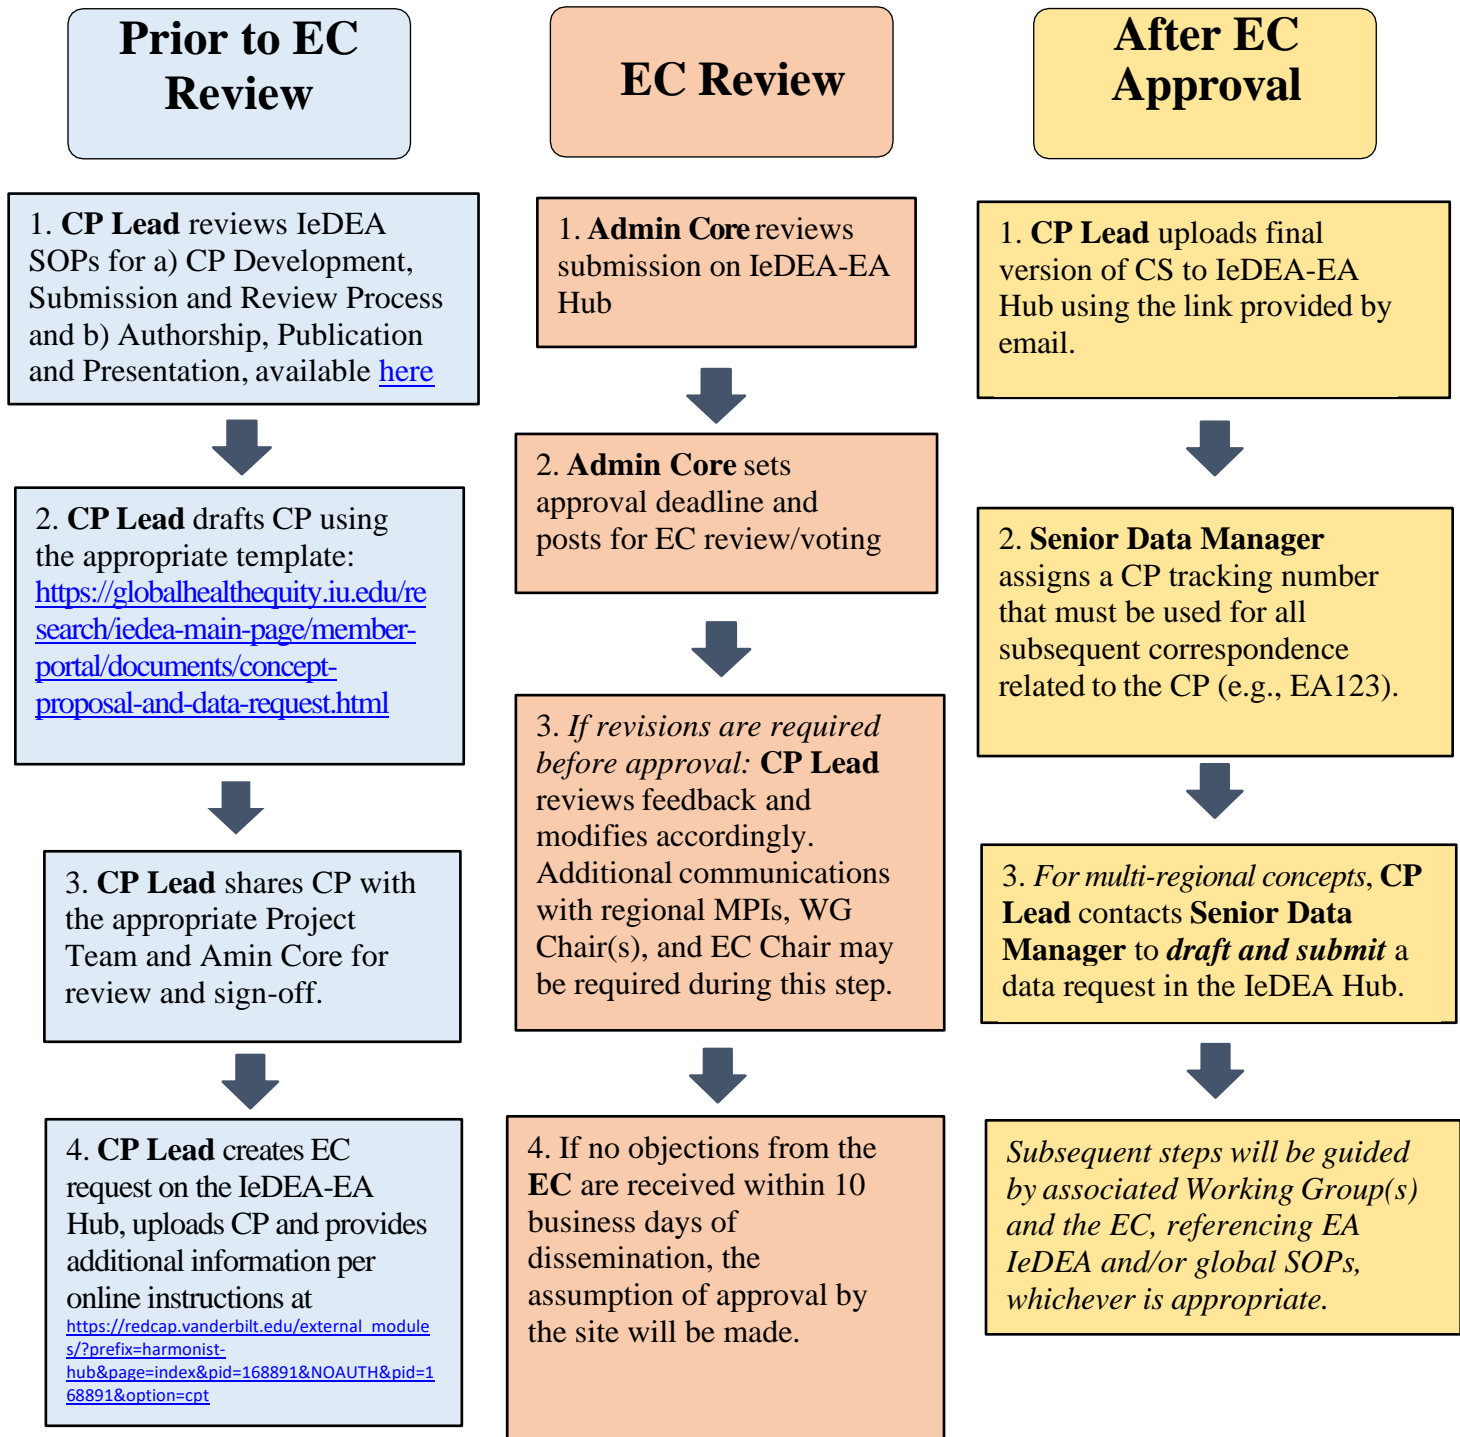 Prior to EC
Review
1. CP Lead reviews IeDEA
SOPs for a) CP Development,
Submission and Review Process
and b) Authorship, Publication
and Presentation, available here
2. CP Lead drafts CP using
the appropriate template:
https://globalhealthequity.iu.edu/re
search/iedea-main-page/member-
portal/documents/concept-
proposal-and-data-request.html
3. CP Lead shares CP with
the appropriate Project
Team and Amin Core for
review and sign-off.
4. CP Lead creates EC
request on the IeDEA-EA
Hub, uploads CP and provides
additional information per
online instructions at
https://redcap.vanderbilt.edu/external_module
s/?prefix=harmonist-
hub&page=index&pid=168891&NOAUTH&pid=1
68891&option=cpt
EC Review
1. Admin Core reviews
submission on IeDEA-EA
Hub
2. Admin Core sets
approval deadline and
posts for EC review/voting
3. If revisions are required
before approval: CP Lead
reviews feedback and
modifies accordingly.
Additional communications
with regional MPIs, WG
Chair(s), and EC Chair may
be required during this step.
4. If no objections from the
EC are received within 10
business days of
dissemination, the
assumption of approval by
the site will be made.
After EC
Approval
1. CP Lead uploads final
version of CS to IeDEA-EA
Hub using the link provided by
email.
2. Senior Data Manager
assigns a CP tracking number
that must be used for all
subsequent correspondence
related to the CP (e.g., EA123).
3. For multi-regional concepts, CP
Lead contacts Senior Data
Manager to draft and submit a
data request in the IeDEA Hub.
Subsequent steps will be guided
by associated Working Group(s)
and the EC, referencing EA
IeDEA and/or global SOPs,
whichever is appropriate.